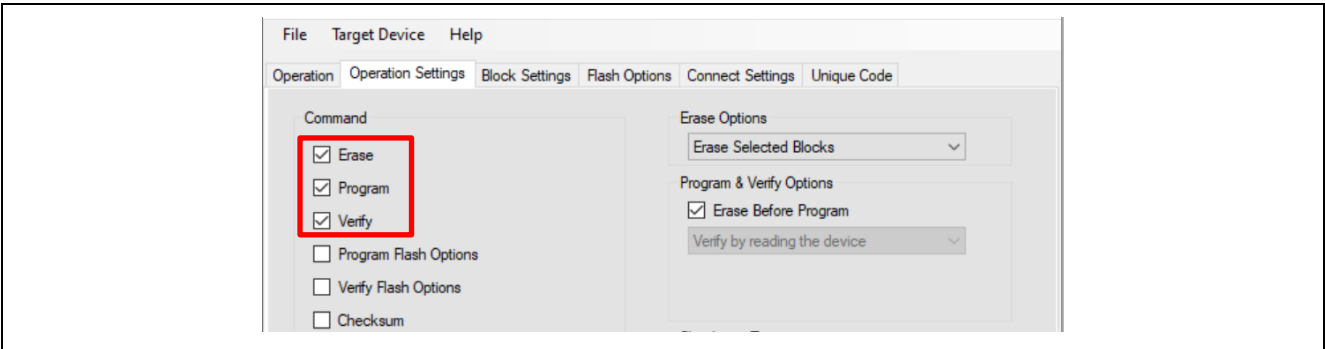 File Target Device Help
Operation Operation Settings Block Settings Flash Options Connect Settings Unique Code
Command
Erase
Program
Verify
Program Flash Options
Verify Flash Options
Checksum
Erase Options
Erase Selected Blocks
Program & Verify Options
Erase Before Program
Verify by reading the device